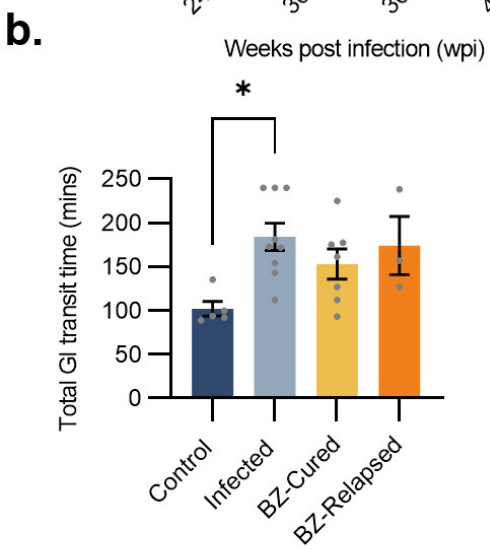 b.
Weeks post infection (wpi)
*
Total GI transit time (mins)
250
200
150
100
50
0
Control
Infected
BZ-Cured
BZ-Relapsed